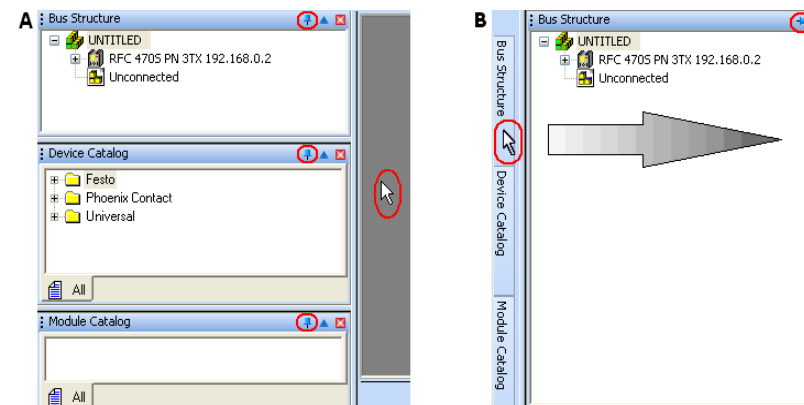 A
Bus Structure
UNTITLED
RFC 470S PN 3TX 192.168.0.2
Unconnected
Device Catalog
Festo
Phoenix Contact
Universal
All
Module Catalog
All
B
Bus Structure
Device Catalog
Module Catalog
Bus Structure
UNTITLED
RFC 470S PN 3TX 192.168.0.2
Unconnected